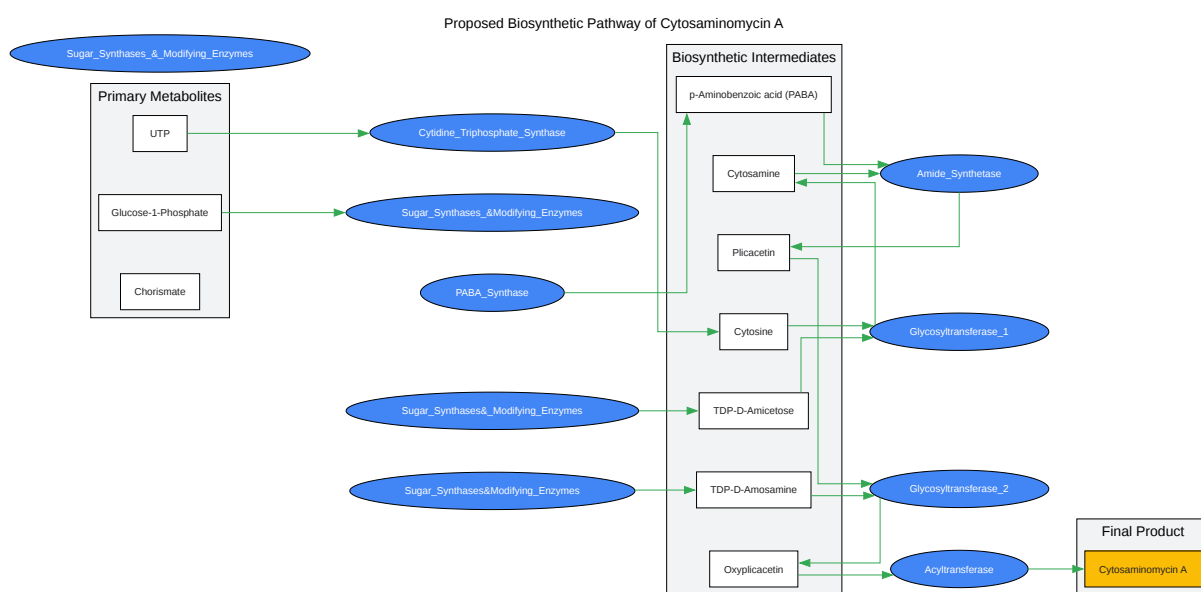 Proposed Biosynthetic Pathway of Cytosaminomycin A
Sugar_Synthases_&_Modifying_Enzymes
Primary Metabolites
UTP
Glucose-1-Phosphate
Chorismate
Cytidine_Triphosphate_Synthase
Sugar_Synthases_&Modifying_Enzymes
PABA_Synthase
Sugar_Synthases&_Modifying_Enzymes
Sugar_Synthases&Modifying_Enzymes
Biosynthetic Intermediates
p-Aminobenzoic acid (PABA)
Cytosamine
Plicacetin
Cytosine
TDP-D-Amicetose
TDP-D-Amosamine
Oxyplicacetin
Amide_Synthetase
Glycosyltransferase_1
Glycosyltransferase_2
Acyltransferase
Final Product
Cytosaminomycin A